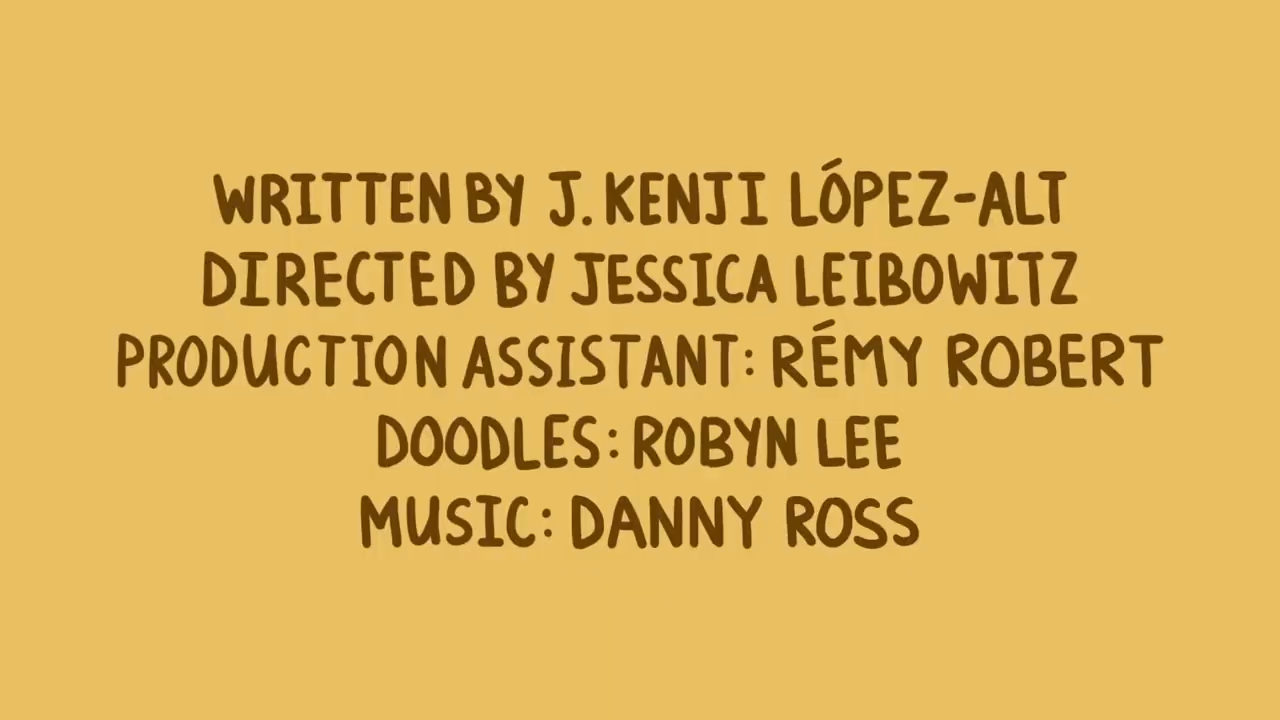 WRITTEN BY J. KENJI LÓPEZ-ALT
DIRECTED BY JESSICA LEIBOWITZ
PRODUCTION ASSISTANT: RÉMY ROBERT
DOODLES: ROBYN LEE
MUSIC: DANNY ROSS